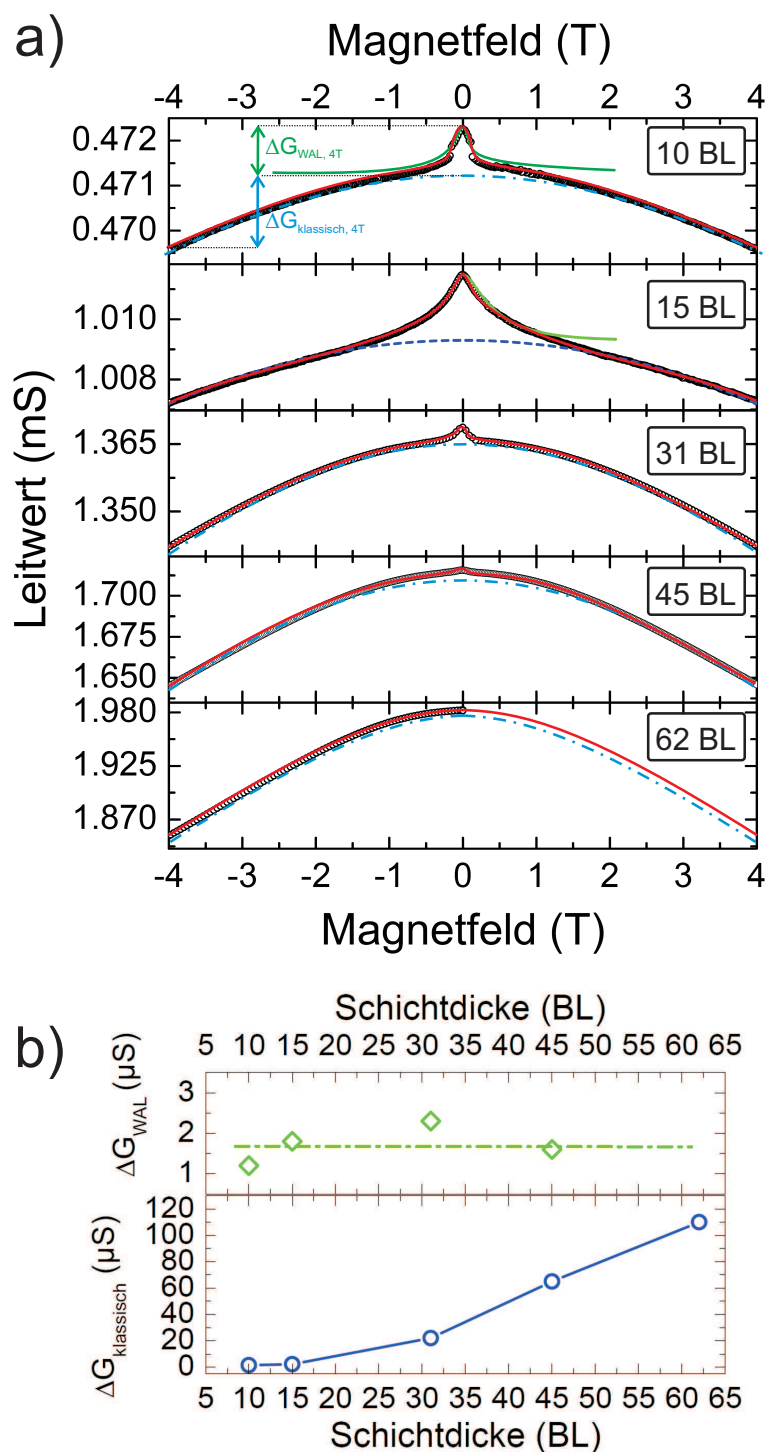 a)
Magnetfeld (T)
-4 -3 -2 -1 0 1 2 3 4
0.472
0.471
0.470
ΔG_WAL, 4T
ΔG_klassisch, 4T
10 BL
1.010
1.008
15 BL
Leitwert (mS)
1.365
1.350
31 BL
1.700
1.675
1.650
45 BL
1.980
1.925
1.870
62 BL
-4 -3 -2 -1 0 1 2 3 4
Magnetfeld (T)
b)
Schichtdicke (BL)
5 10 15 20 25 30 35 40 45 50 55 60 65
ΔG_WAL (µS)
3
2
1
ΔG_klassisch (µS)
120
100
80
60
40
20
0
5 10 15 20 25 30 35 40 45 50 55 60 65
Schichtdicke (BL)